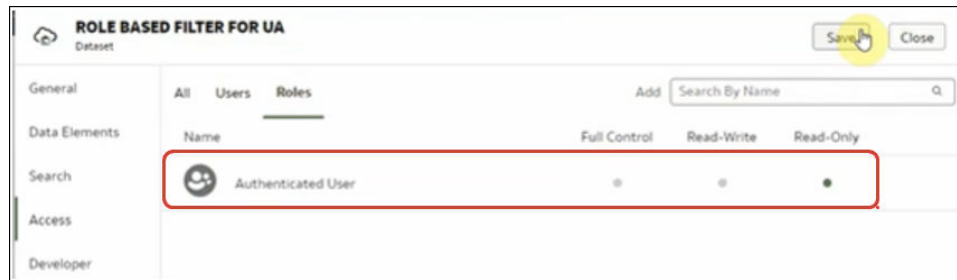 ROLE BASED FILTER FOR UA
Dataset
Save
Close
General
Data Elements
Search
Access
Developer
All Users Roles
Add Search By Name
Name Full Control Read-Write Read-Only
Authenticated User